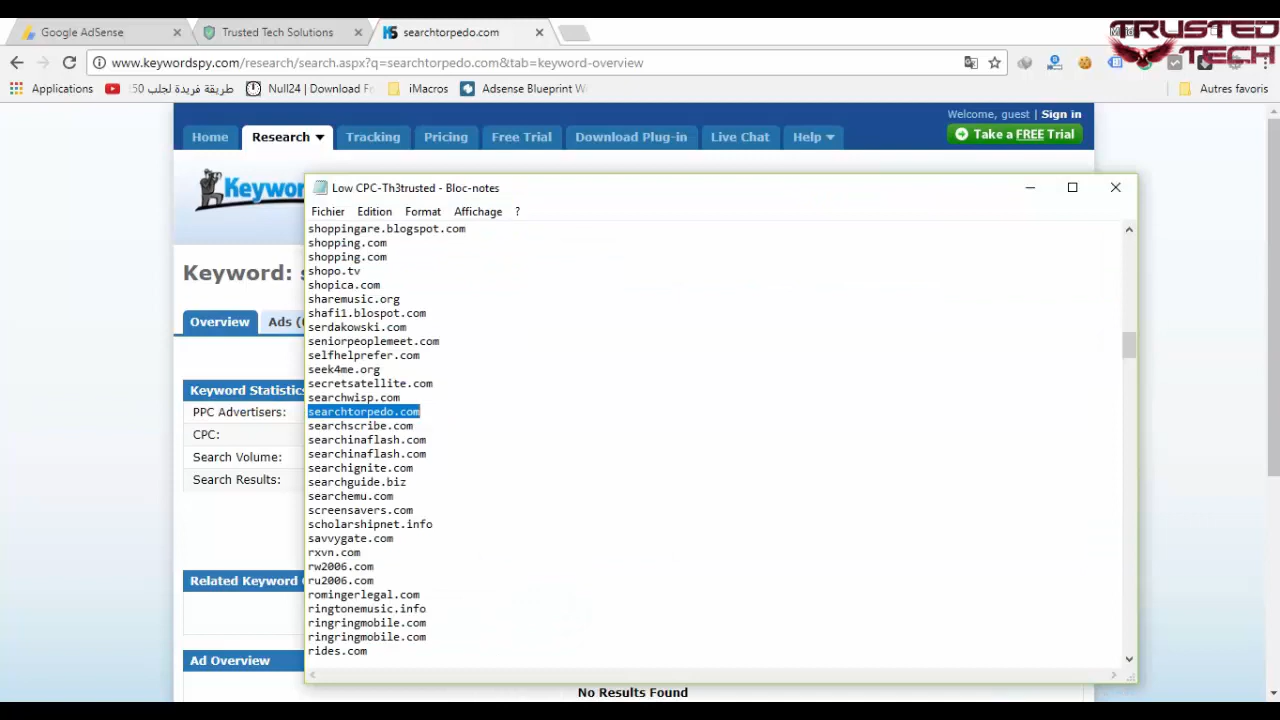 Google AdSense
Trusted Tech Solutions
searchtorpedo.com
TRUSTED
TECH
www.keywordspy.com/research/search.aspx?q=searchtorpedo.com&tab=keyword-overview
Applications
طريقة فريدة لجلب 50:
Null24 | Download Fo
iMacros
Adsense Blueprint W
Autres favoris
Welcome, guest | Sign in
Home
Research
Tracking
Pricing
Free Trial
Download Plug-in
Live Chat
Help
Take a FREE Trial
Keywo
Low CPC-Th3trusted - Bloc-notes
Fichier Edition Format Affichage ?
shoppingare.blogspot.com
shopping.com
shopping.com
shopo.tv
shopica.com
sharemusic.org
shafi1.blospot.com
serdakowski.com
seniorpeoplemeet.com
selfhelprefer.com
seek4me.org
secretsatellite.com
searchwisp.com
searchtorpedo.com
searchscribe.com
searchinaflash.com
searchinaflash.com
searchignite.com
searchguide.biz
searchemu.com
screensavers.com
scholarshipnet.info
savvygate.com
rxvn.com
rw2006.com
ru2006.com
romingerlegal.com
ringtonemusic.info
ringringmobile.com
ringringmobile.com
rides.com
Keyword: s
Overview
Ads (
Keyword Statistics
PPC Advertisers:
CPC:
Search Volume:
Search Results:
Related Keyword
Ad Overview
No Results Found